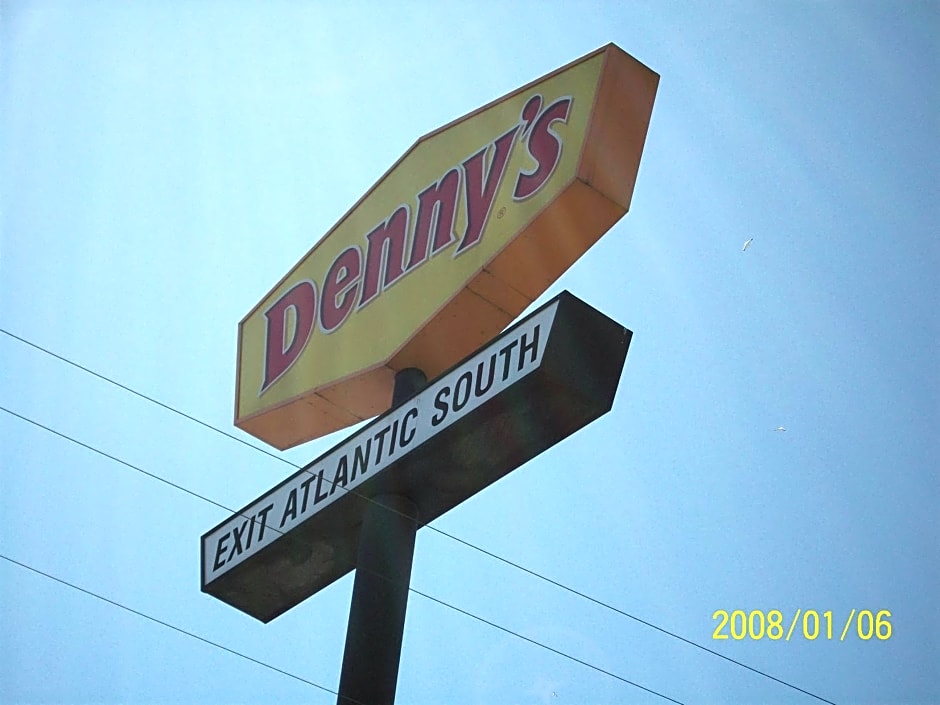 Denny's®
EXIT ATLANTIC SOUTH
2008/01/06